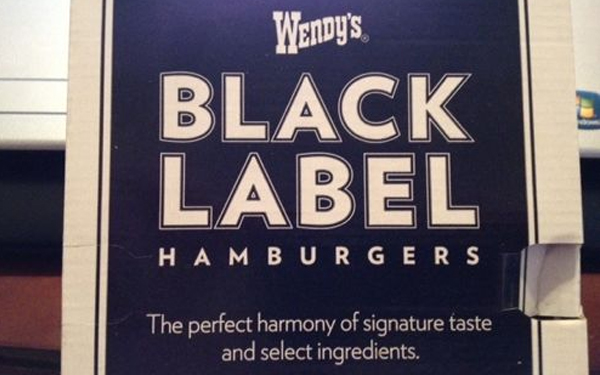 WENDY'S®
BLACK
LABEL
HAMBURGERS
The perfect harmony of signature taste
and select ingredients.